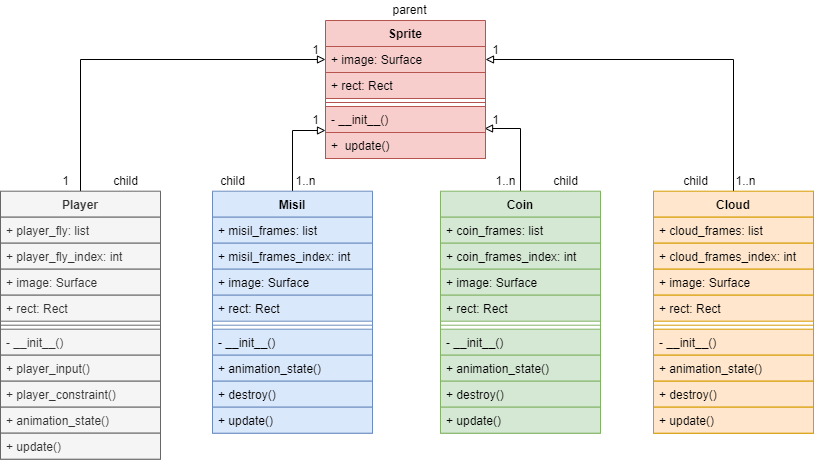 parent
Sprite
+ image: Surface
+ rect: Rect
- __init__()
+ update()
1
1
1
1
1
child
child
1..n
1..n
child
child
1..n
Player
+ player_fly: list
+ player_fly_index: int
+ image: Surface
+ rect: Rect
- __init__()
+ player_input()
+ player_constraint()
+ animation_state()
+ update()
Misil
+ misil_frames: list
+ misil_frames_index: int
+ image: Surface
+ rect: Rect
- __init__()
+ animation_state()
+ destroy()
+ update()
Coin
+ coin_frames: list
+ coin_frames_index: int
+ image: Surface
+ rect: Rect
- __init__()
+ animation_state()
+ destroy()
+ update()
Cloud
+ cloud_frames: list
+ cloud_frames_index: int
+ image: Surface
+ rect: Rect
- __init__()
+ animation_state()
+ destroy()
+ update()